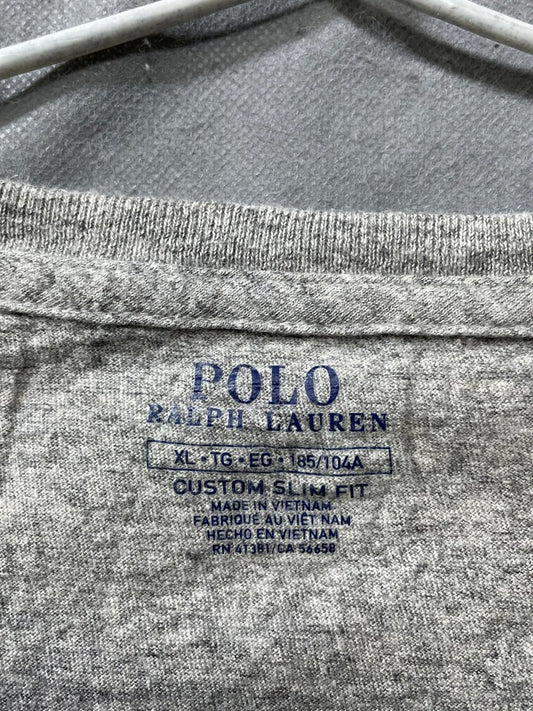 POLO
RALPH LAUREN
XL • TG • EG • 185/104A
CUSTOM SLIM FIT
MADE IN VIETNAM
FABRIQUÉ AU VIÊT NAM
HECHO EN VIETNAM
RN 41381/CA 56658